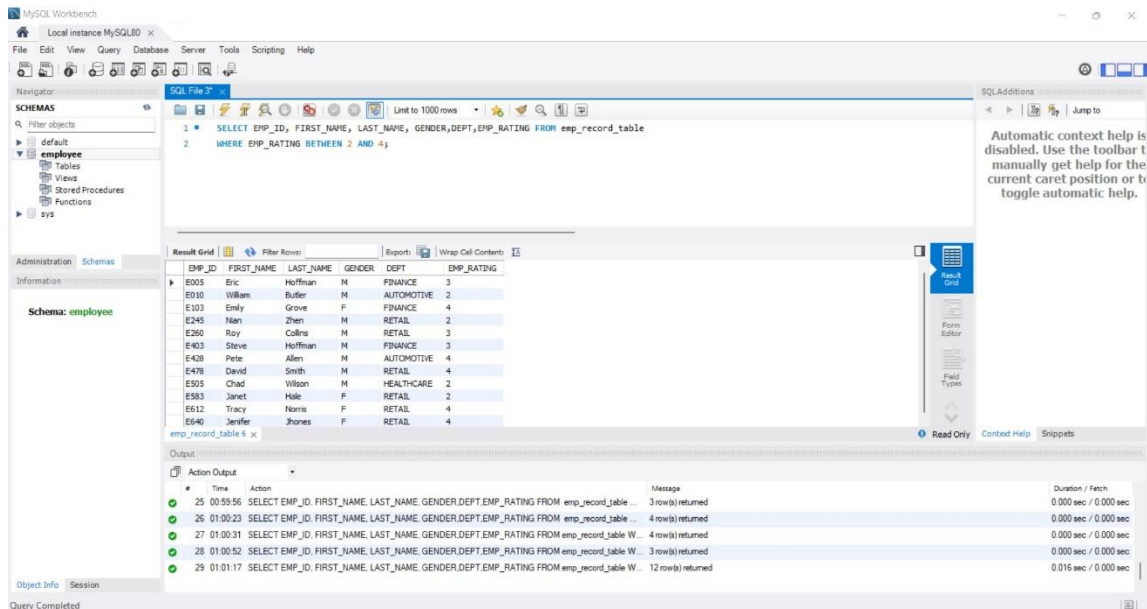 MySQL Workbench
Local instance MySQL80 ×
File Edit View Query Database Server Tools Scripting Help
Navigator
SCHEMAS
Filter objects
default
employee
Tables
Views
Stored Procedures
Functions
sys
Administration Schemas
Information
Schema: employee
Object Info Session
Query Completed
SQL File 3* ×
Limit to 1000 rows
1 SELECT EMP_ID, FIRST_NAME, LAST_NAME, GENDER,DEPT,EMP_RATING FROM emp_record_table
2 WHERE EMP_RATING BETWEEN 2 AND 4;
Result Grid Filter Rows: Export: Wrap Cell Content:
EMP_ID FIRST_NAME LAST_NAME GENDER DEPT EMP_RATING
E005 Eric Hoffman M FINANCE 3
E010 William Butler M AUTOMOTIVE 2
E103 Emily Grove F FINANCE 4
E245 Nian Zhen M RETAIL 2
E260 Roy Collins M RETAIL 3
E403 Steve Hoffman M FINANCE 3
E428 Pete Allen M AUTOMOTIVE 4
E478 David Smith M RETAIL 4
E505 Chad Wilson M HEALTHCARE 2
E583 Janet Hale F RETAIL 2
E612 Tracy Norris F RETAIL 4
E640 Jenifer Jhones F RETAIL 4
Result
Grid
Form
Editor
Field
Types
emp_record_table 6 ×
Read Only
SQLAdditions
Jump to
Automatic context help is
disabled. Use the toolbar t
manually get help for the
current caret position or to
toggle automatic help.
Context Help Snippets
Output
Action Output
# Time Action Message Duration / Fetch
25 00:59:56 SELECT EMP_ID, FIRST_NAME, LAST_NAME, GENDER,DEPT,EMP_RATING FROM emp_record_table ... 3 row(s) returned 0.000 sec / 0.000 sec
26 01:00:23 SELECT EMP_ID, FIRST_NAME, LAST_NAME, GENDER,DEPT,EMP_RATING FROM emp_record_table ... 4 row(s) returned 0.000 sec / 0.000 sec
27 01:00:31 SELECT EMP_ID, FIRST_NAME, LAST_NAME, GENDER,DEPT,EMP_RATING FROM emp_record_table W... 4 row(s) returned 0.000 sec / 0.000 sec
28 01:00:52 SELECT EMP_ID, FIRST_NAME, LAST_NAME, GENDER,DEPT,EMP_RATING FROM emp_record_table W... 3 row(s) returned 0.000 sec / 0.000 sec
29 01:01:17 SELECT EMP_ID, FIRST_NAME, LAST_NAME, GENDER,DEPT,EMP_RATING FROM emp_record_table W... 12 row(s) returned 0.016 sec / 0.000 sec